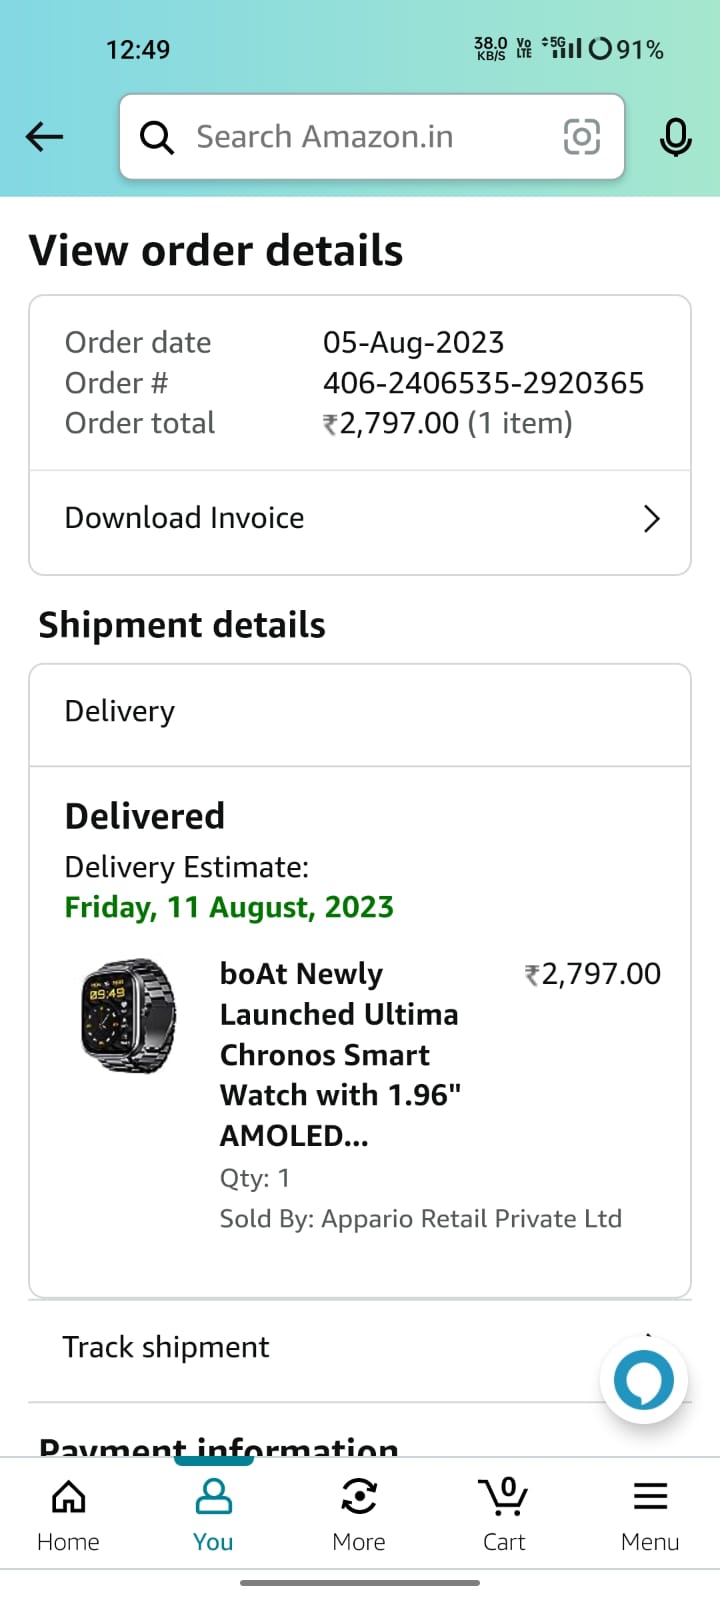 12:49
38.0 KB/S Vo LTE 5G 91%
Search Amazon.in
View order details
Order date 05-Aug-2023
Order # 406-2406535-2920365
Order total ₹2,797.00 (1 item)
Download Invoice
Shipment details
Delivery
Delivered
Delivery Estimate:
Friday, 11 August, 2023
09:49
boAt Newly ₹2,797.00
Launched Ultima
Chronos Smart
Watch with 1.96"
AMOLED...
Qty: 1
Sold By: Appario Retail Private Ltd
Track shipment
Payment information
0
Home You More Cart Menu